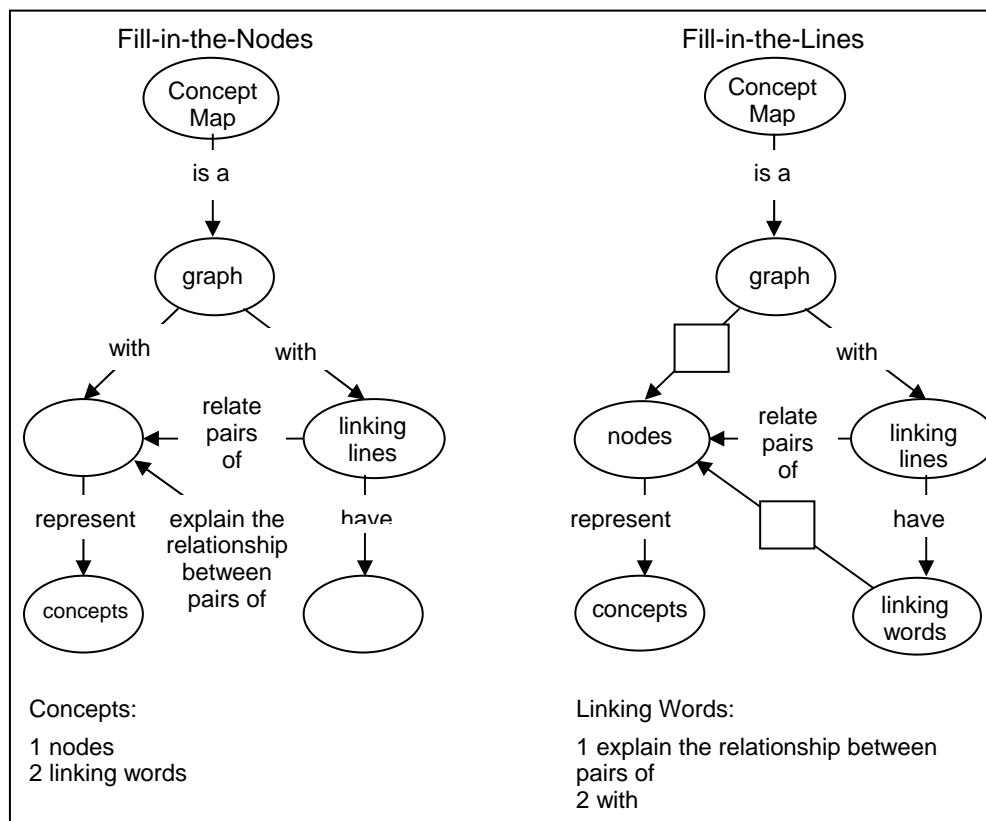 Fill-in-the-Nodes
Concept
Map
is a
graph
with
with
relate
pairs
of
linking
lines
represent
explain the
relationship
between
pairs of
have
concepts
Concepts:
1 nodes
2 linking words
Fill-in-the-Lines
Concept
Map
is a
graph
with
nodes
relate
pairs
of
linking
lines
represent
have
concepts
linking
words
Linking Words:
1 explain the relationship between
pairs of
2 with